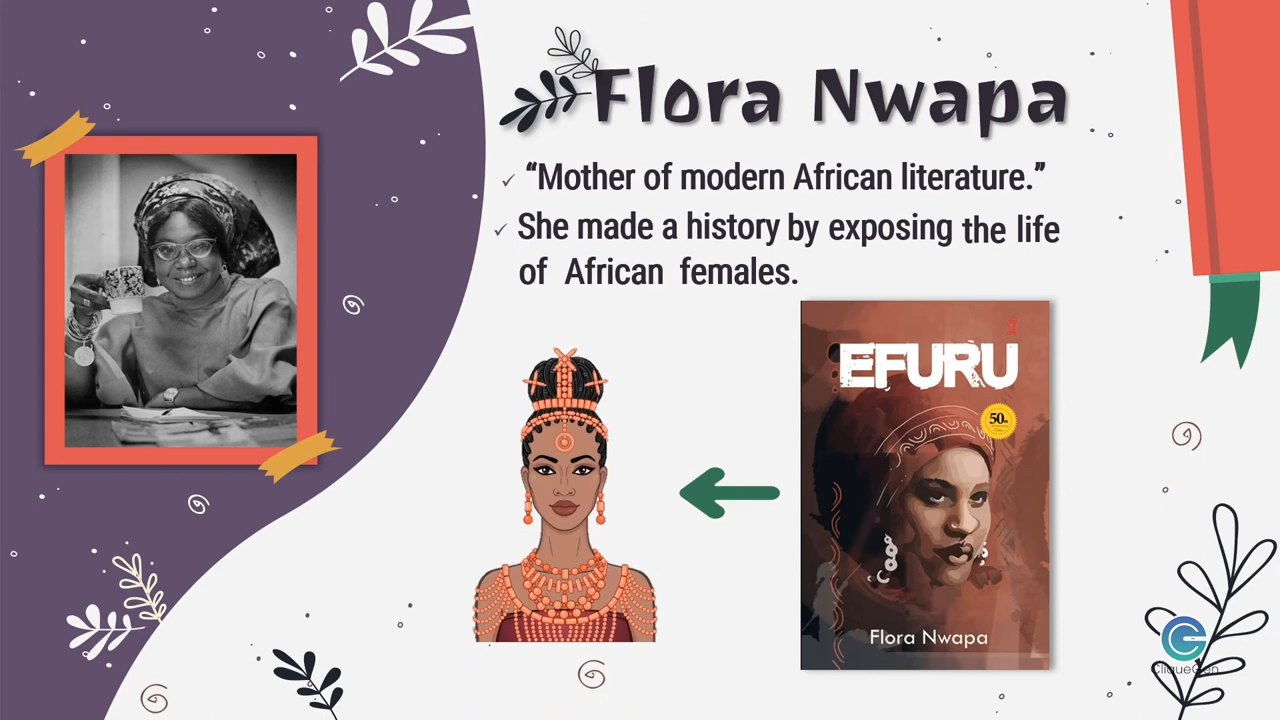 Flora Nwapa
“Mother of modern African literature.”
She made a history by exposing the life
of African females.
EFURU
50th
Flora Nwapa